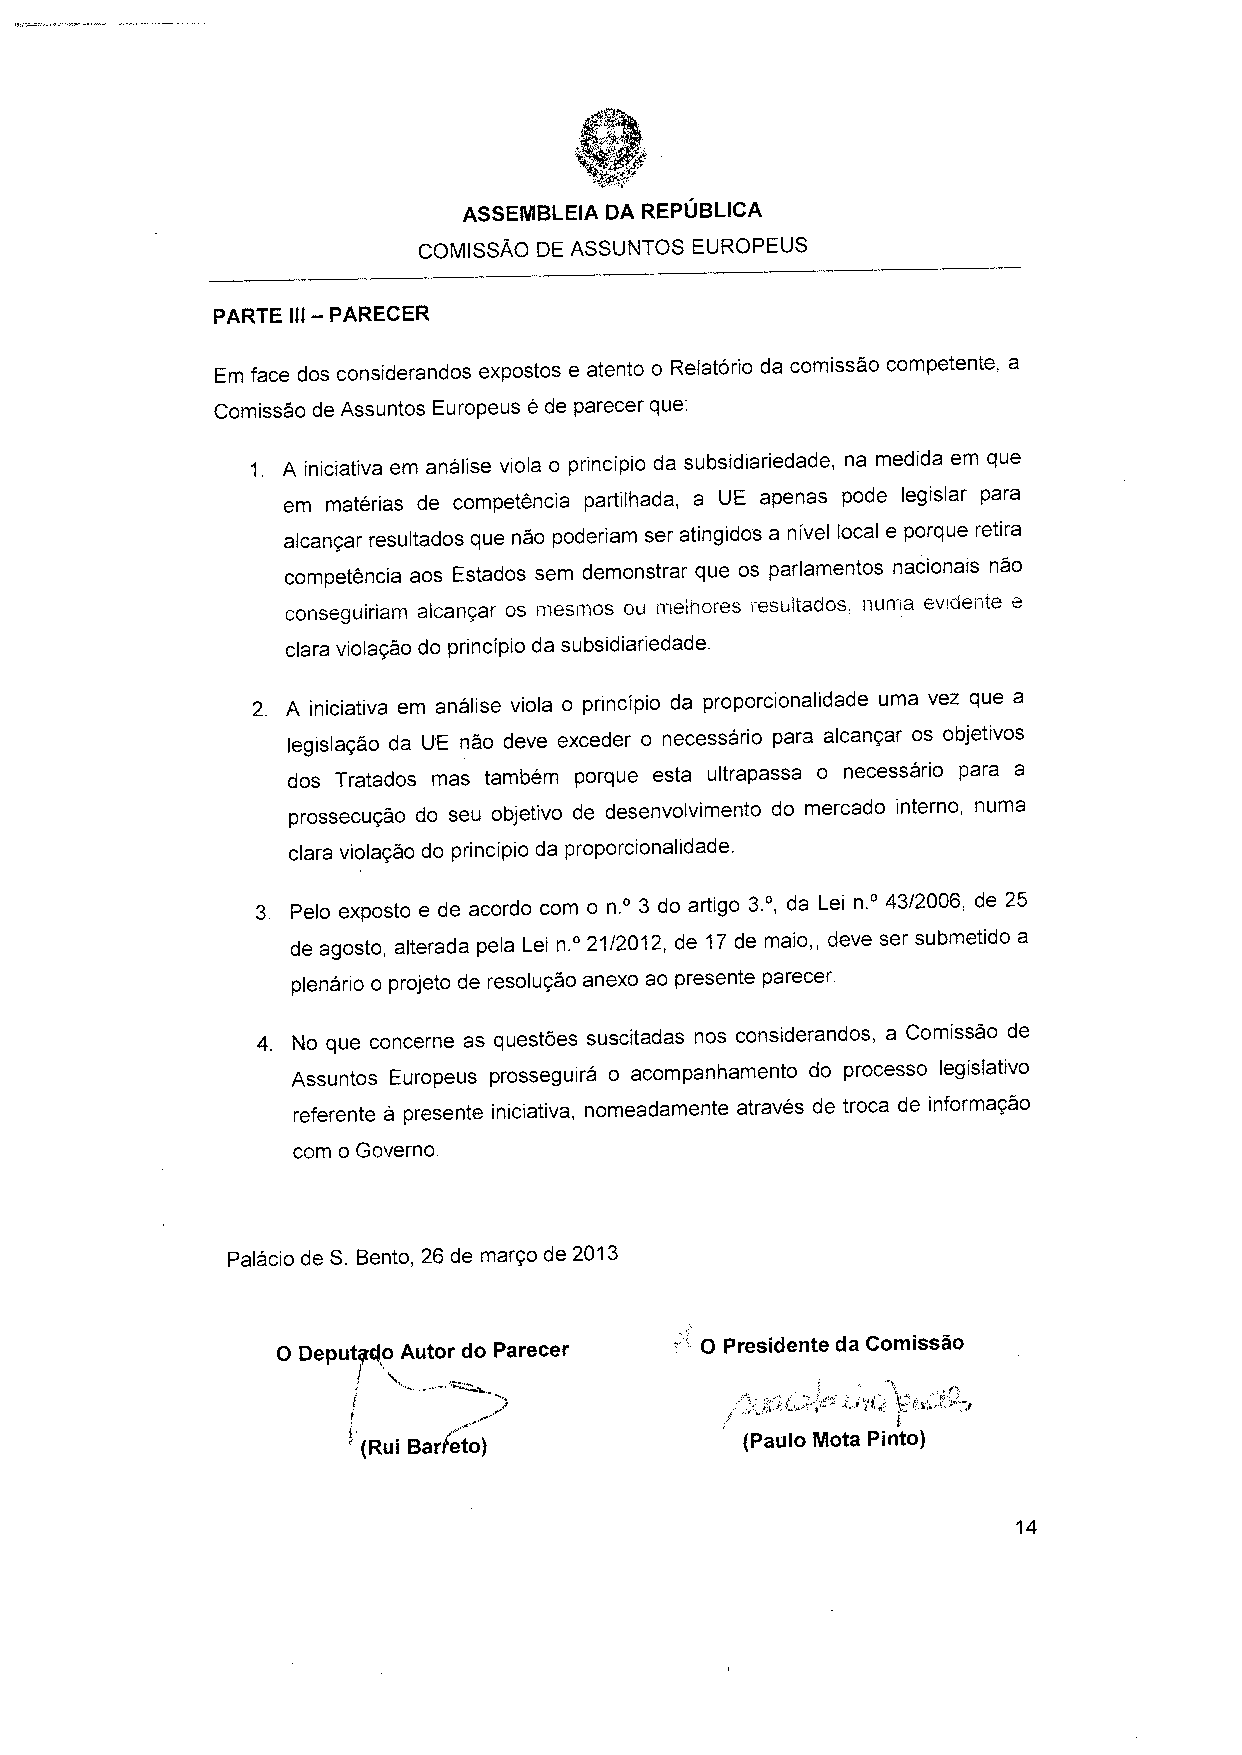 ASSEMBLEIA DA REPÚBLICA
COMISSÃO DE ASSUNTOS EUROPEUS
PARTE III – PARECER
Em face dos considerandos expostos e atento o Relatório da comissão competente, a
Comissão de Assuntos Europeus é de parecer que:
1. A iniciativa em análise viola o princípio da subsidiariedade, na medida em que
em matérias de competência partilhada, a UE apenas pode legislar para
alcançar resultados que não poderiam ser atingidos a nível local e porque retira
competência aos Estados sem demonstrar que os parlamentos nacionais não
conseguiriam alcançar os mesmos ou melhores resultados, numa evidente e
clara violação do princípio da subsidiariedade.
2. A iniciativa em análise viola o princípio da proporcionalidade uma vez que a
legislação da UE não deve exceder o necessário para alcançar os objetivos
dos Tratados mas também porque esta ultrapassa o necessário para a
prossecução do seu objetivo de desenvolvimento do mercado interno, numa
clara violação do princípio da proporcionalidade.
3. Pelo exposto e de acordo com o n.º 3 do artigo 3.º, da Lei n.º 43/2006, de 25
de agosto, alterada pela Lei n.º 21/2012, de 17 de maio,, deve ser submetido a
plenário o projeto de resolução anexo ao presente parecer.
4. No que concerne as questões suscitadas nos considerandos, a Comissão de
Assuntos Europeus prosseguirá o acompanhamento do processo legislativo
referente à presente iniciativa, nomeadamente através de troca de informação
com o Governo.
Palácio de S. Bento, 26 de março de 2013
O Deputado Autor do Parecer O Presidente da Comissão
(Rui Barreto) (Paulo Mota Pinto)
14